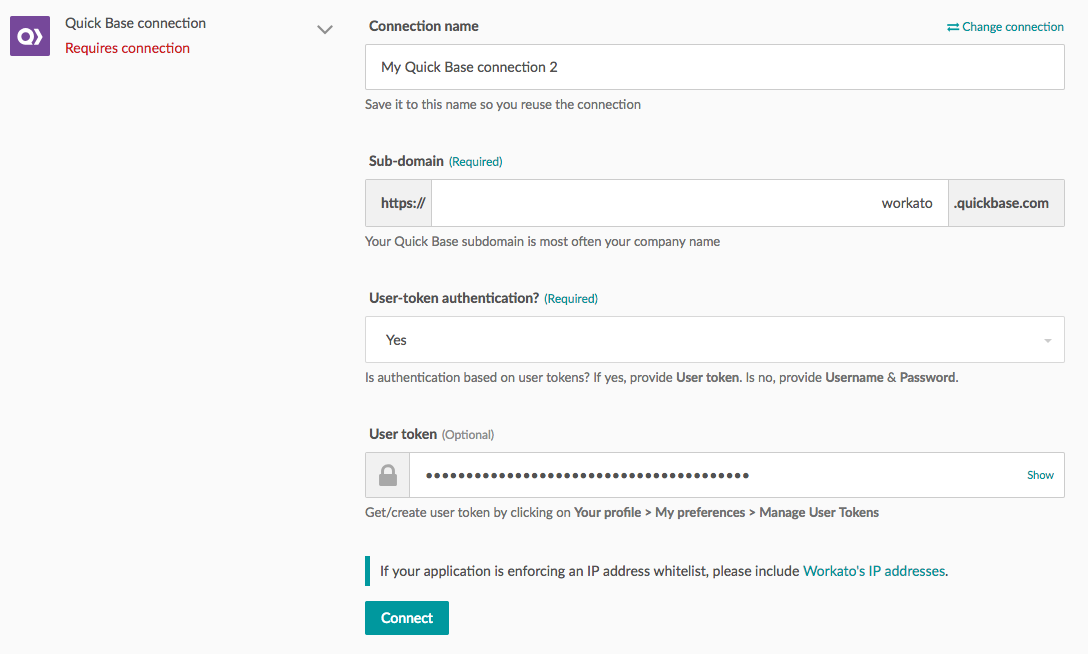 Quick Base connection
Requires connection
Connection name
Change connection
My Quick Base connection 2
Save it to this name so you reuse the connection
Sub-domain (Required)
https:// workato .quickbase.com
Your Quick Base subdomain is most often your company name
User-token authentication? (Required)
Yes
Is authentication based on user tokens? If yes, provide User token. Is no, provide Username & Password.
User token (Optional)
••••••••••••••••••••••••••••••••••••••••
Show
Get/create user token by clicking on Your profile > My preferences > Manage User Tokens
If your application is enforcing an IP address whitelist, please include Workato's IP addresses.
Connect